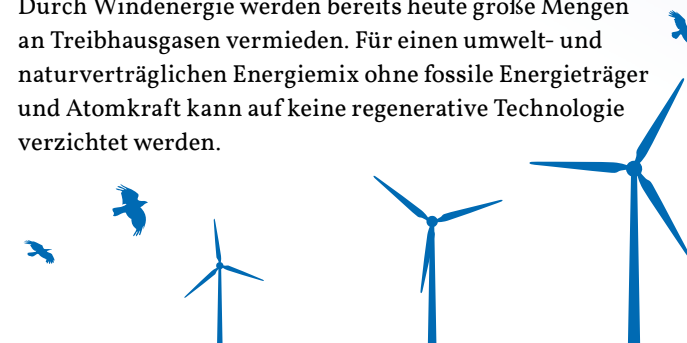 Durch Windenergie werden bereits heute große Mengen
an Treibhausgasen vermieden. Für einen umwelt- und
naturverträglichen Energiemix ohne fossile Energieträger
und Atomkraft kann auf keine regenerative Technologie
verzichtet werden.